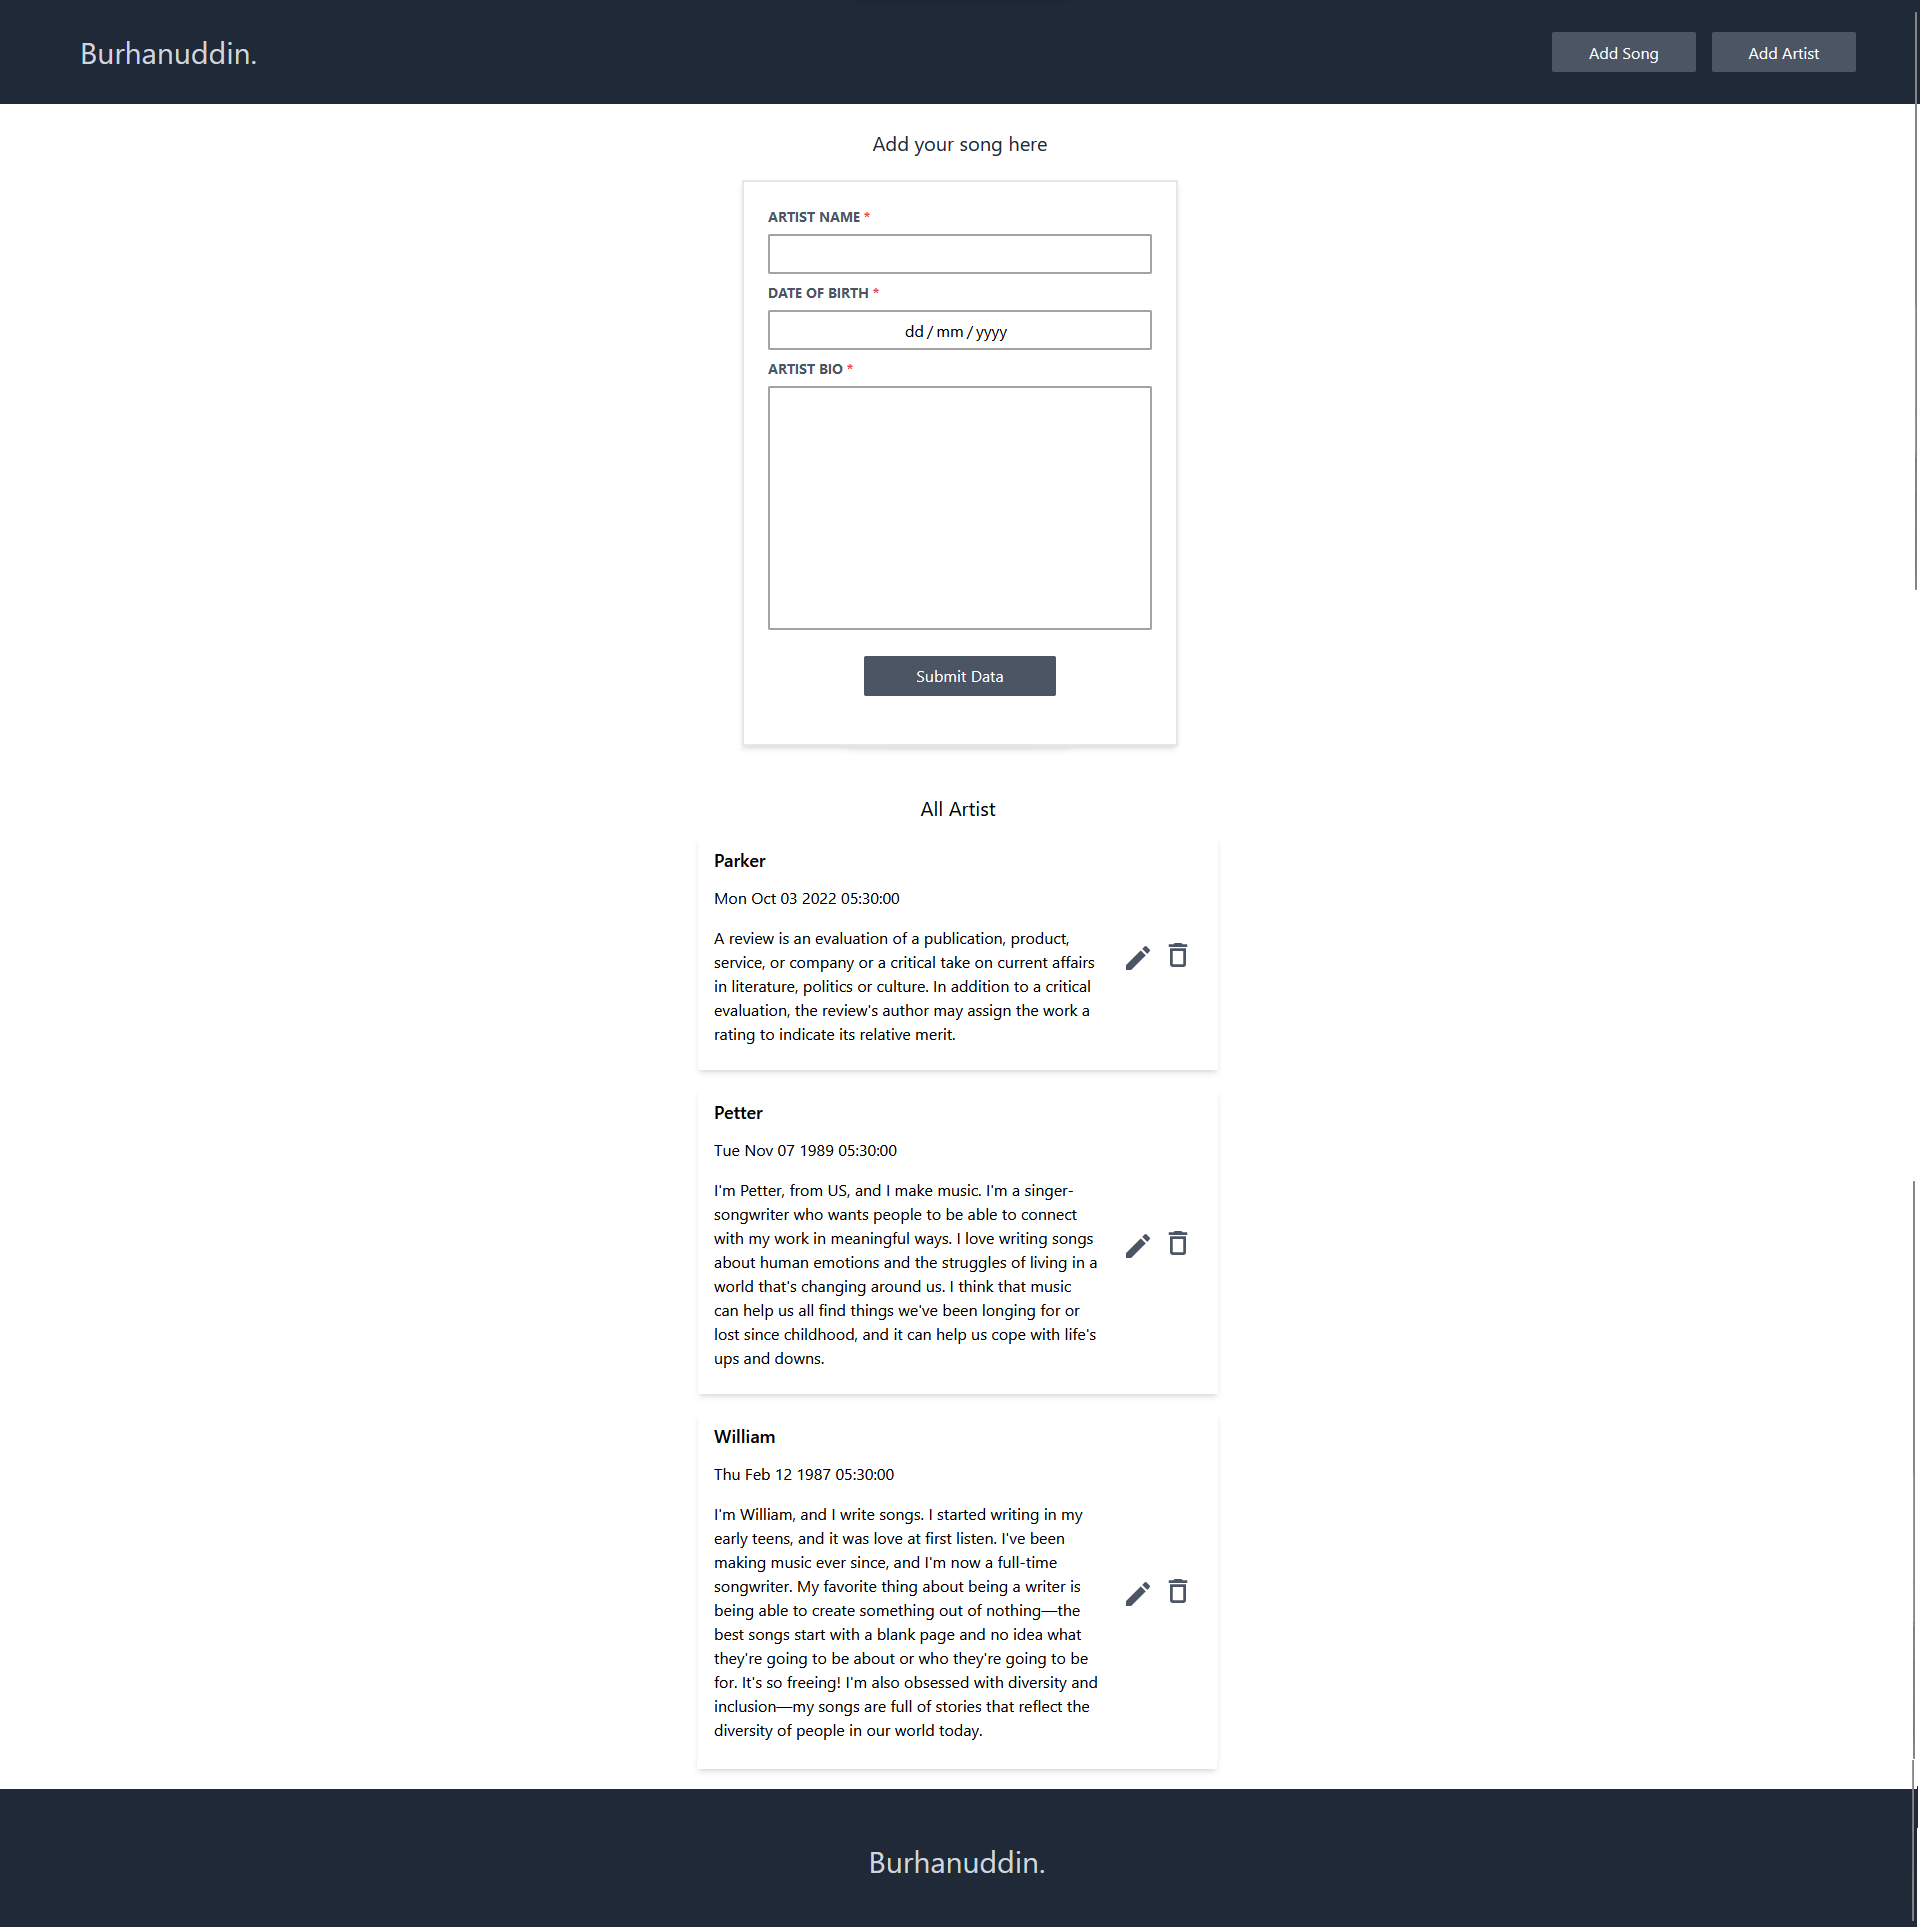 Burhanuddin.
Add Song
Add Artist
Add your song here
ARTIST NAME *
DATE OF BIRTH *
dd / mm / yyyy
ARTIST BIO *
Submit Data
All Artist
Parker
Mon Oct 03 2022 05:30:00
A review is an evaluation of a publication, product,
service, or company or a critical take on current affairs
in literature, politics or culture. In addition to a critical
evaluation, the review's author may assign the work a
rating to indicate its relative merit.
Petter
Tue Nov 07 1989 05:30:00
I'm Petter, from US, and I make music. I'm a singer-
songwriter who wants people to be able to connect
with my work in meaningful ways. I love writing songs
about human emotions and the struggles of living in a
world that's changing around us. I think that music
can help us all find things we've been longing for or
lost since childhood, and it can help us cope with life's
ups and downs.
William
Thu Feb 12 1987 05:30:00
I'm William, and I write songs. I started writing in my
early teens, and it was love at first listen. I've been
making music ever since, and I'm now a full-time
songwriter. My favorite thing about being a writer is
being able to create something out of nothing—the
best songs start with a blank page and no idea what
they're going to be about or who they're going to be
for. It's so freeing! I'm also obsessed with diversity and
inclusion—my songs are full of stories that reflect the
diversity of people in our world today.
Burhanuddin.